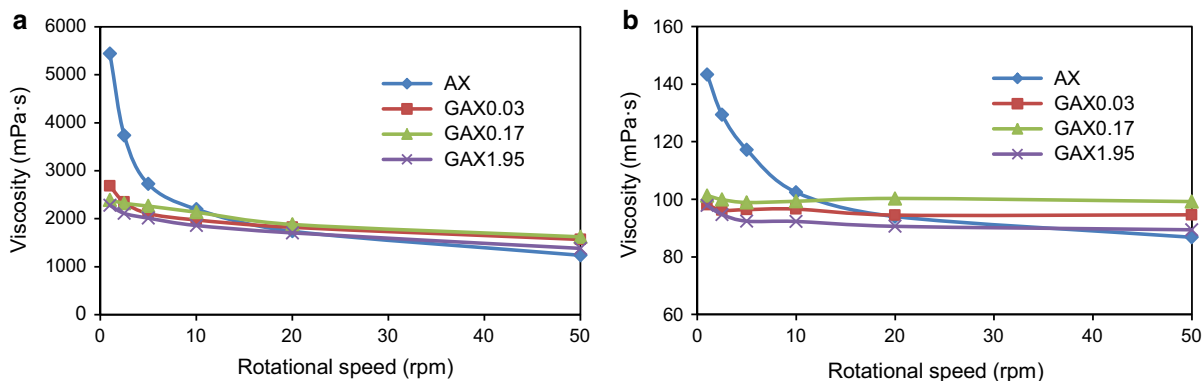 a
6000
5000
4000
3000
2000
1000
0
Viscosity (mPa·s)
AX
GAX0.03
GAX0.17
GAX1.95
0 10 20 30 40 50
Rotational speed (rpm)
b
160
140
120
100
80
60
Viscosity (mPa·s)
AX
GAX0.03
GAX0.17
GAX1.95
0 10 20 30 40 50
Rotational speed (rpm)